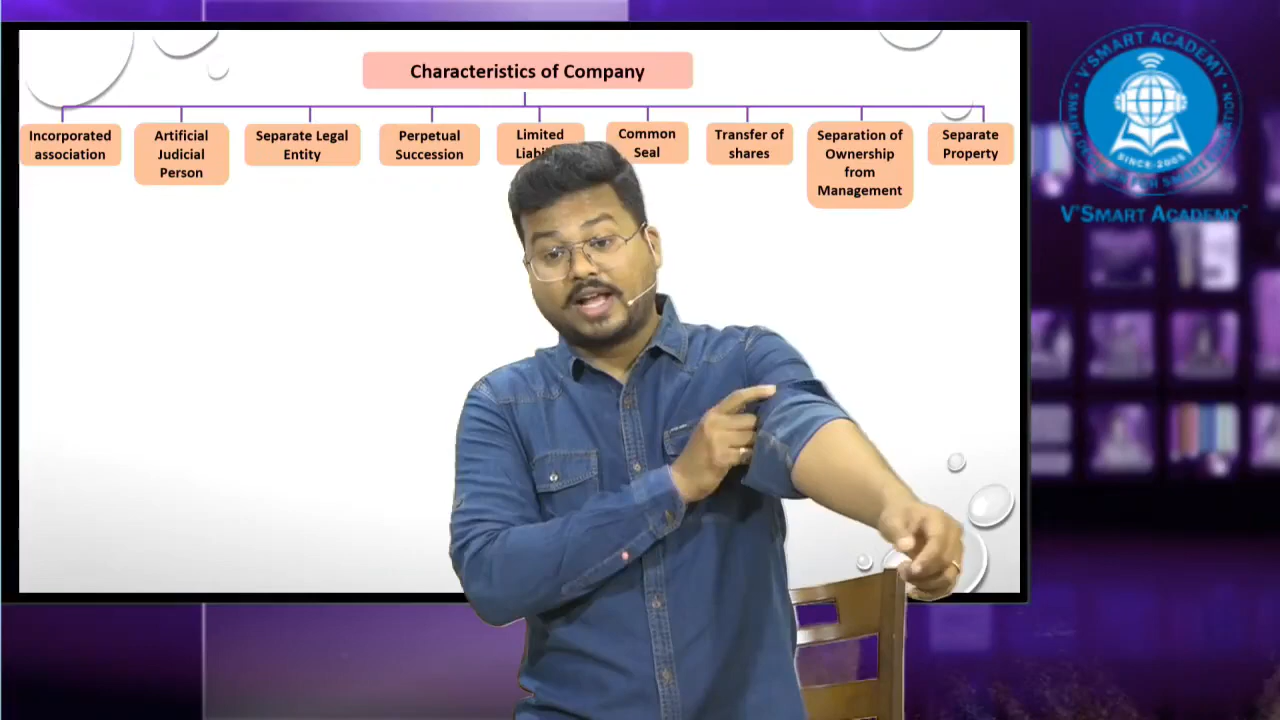 Characteristics of Company
Incorporated
association
Artificial
Judicial
Person
Separate Legal
Entity
Perpetual
Succession
Limited
Common
Seal
Transfer of
shares
Separation of
Ownership
from
Management
Separate
Property
V'SMART ACADEMY
SINCE-2005
V'SMART ACADEMY